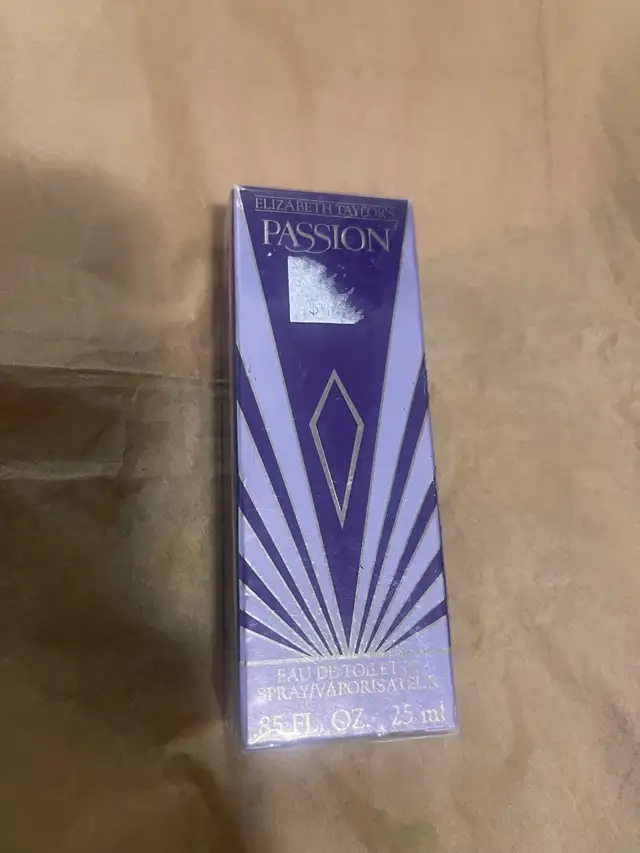 ELIZABETH TAYLOR'S
PASSION
EAU DE TOILETTE
SPRAY/VAPORISATEUR
.85 FL. OZ. 25 ml